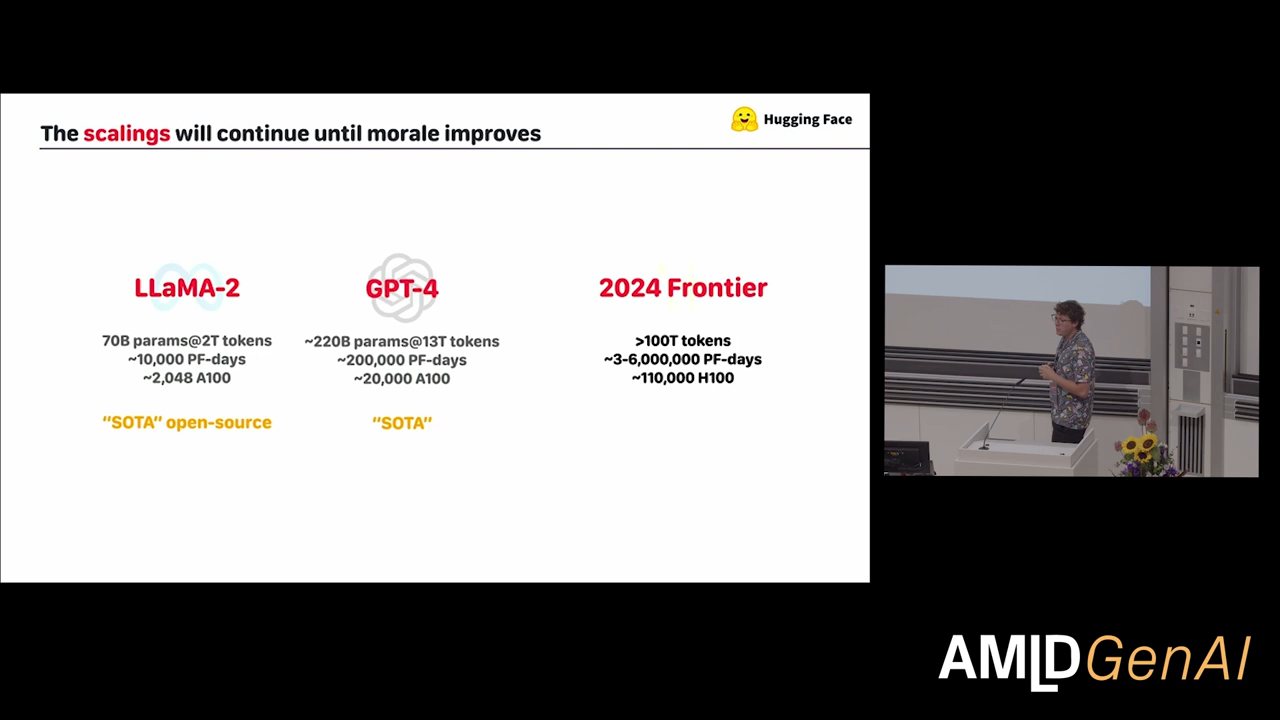 The scalings will continue until morale improves
Hugging Face
LLaMA-2
70B params@2T tokens
~10,000 PF-days
~2,048 A100
"SOTA" open-source
GPT-4
~220B params@13T tokens
~200,000 PF-days
~20,000 A100
"SOTA"
2024 Frontier
>100T tokens
~3-6,000,000 PF-days
~110,000 H100
AMLD GenAI